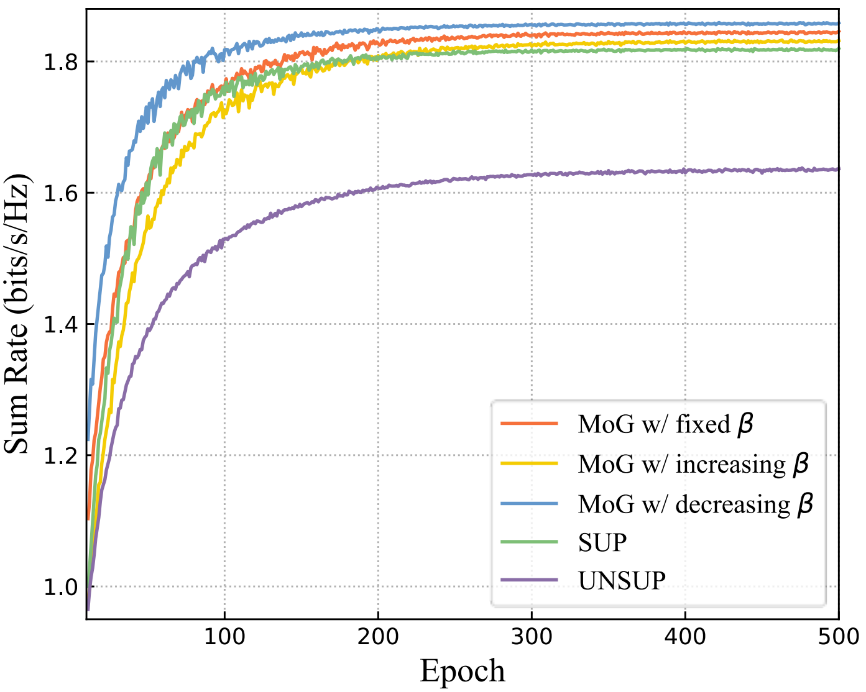 Sum Rate (bits/s/Hz)
1.8
1.6
1.4
1.2
1.0
MoG w/ fixed β
MoG w/ increasing β
MoG w/ decreasing β
SUP
UNSUP
100 200 300 400 500
Epoch